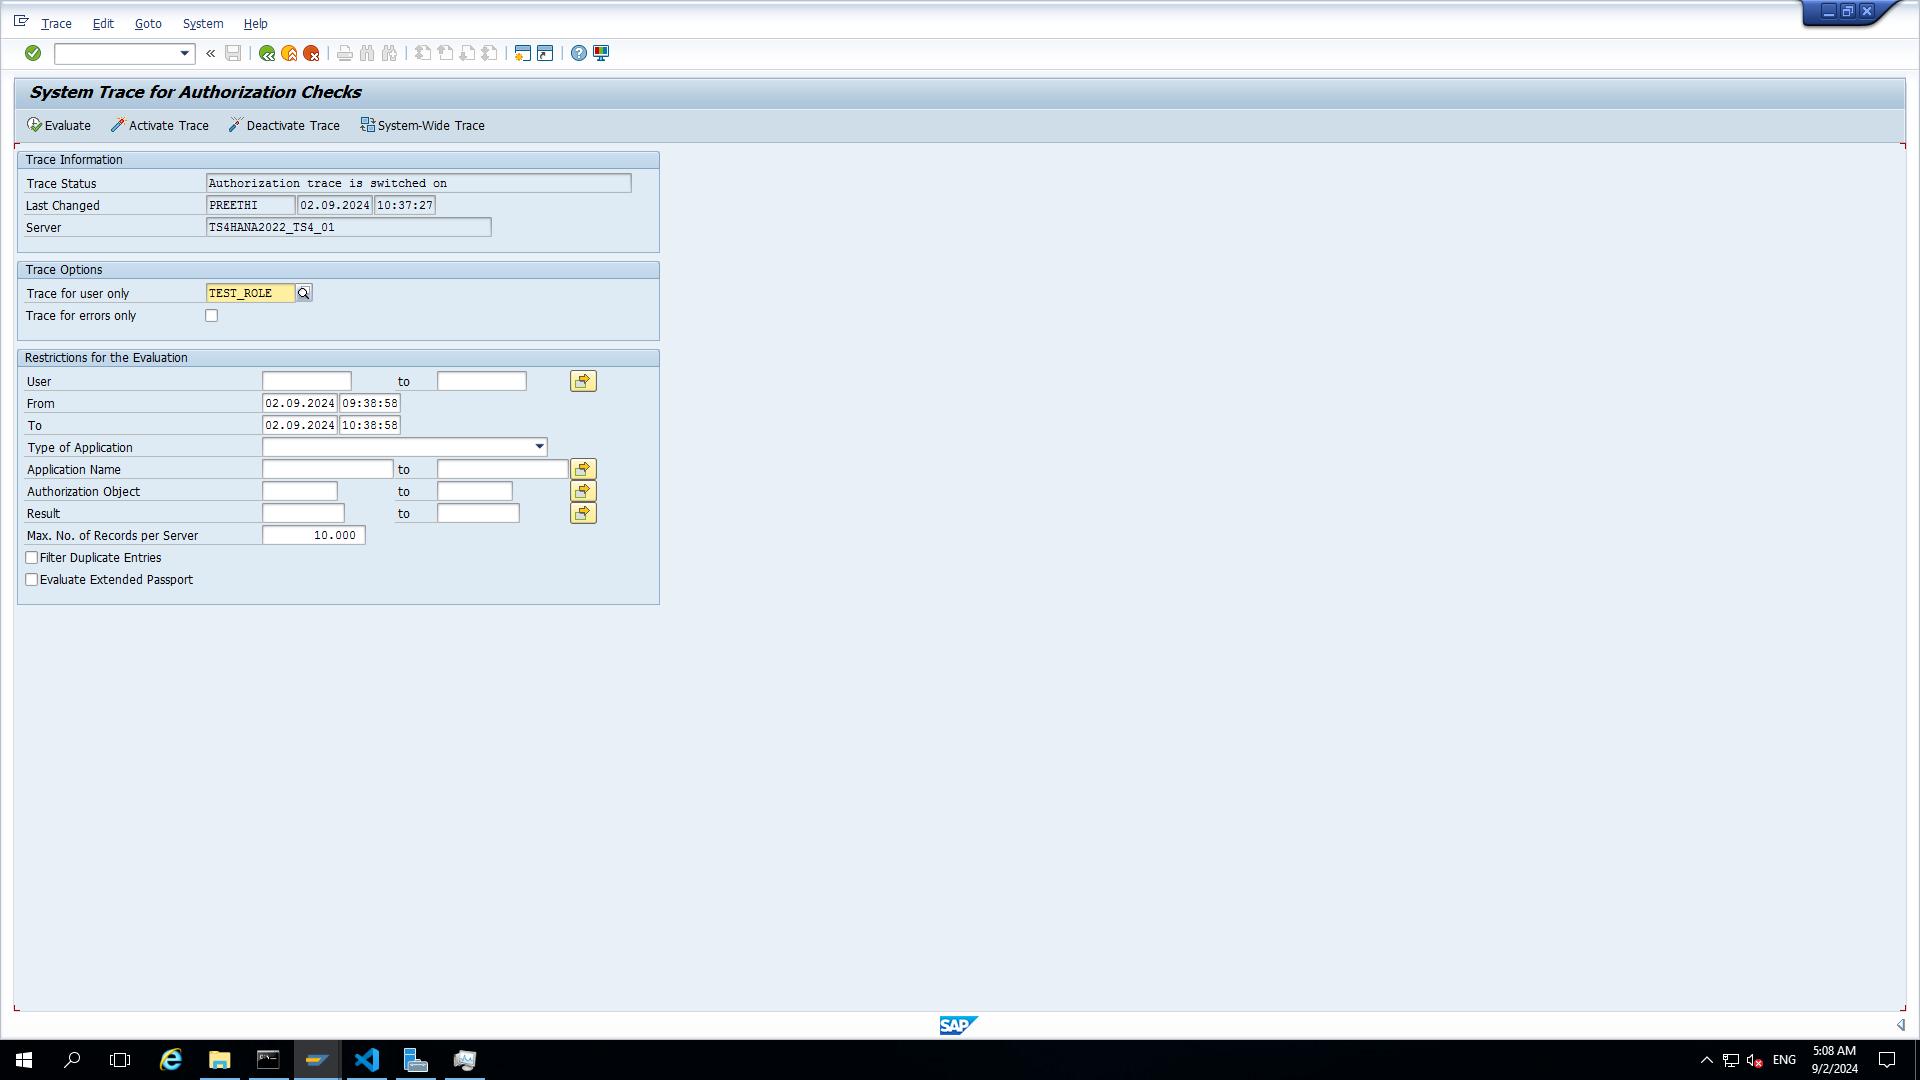 Trace Edit Goto System Help
System Trace for Authorization Checks
Evaluate Activate Trace Deactivate Trace System-Wide Trace
Trace Information
Trace Status Authorization trace is switched on
Last Changed PREETHI 02.09.2024 10:37:27
Server TS4HANA2022_TS4_01
Trace Options
Trace for user only TEST_ROLE
Trace for errors only
Restrictions for the Evaluation
User to
From 02.09.2024 09:38:58
To 02.09.2024 10:38:58
Type of Application
Application Name to
Authorization Object to
Result to
Max. No. of Records per Server 10.000
Filter Duplicate Entries
Evaluate Extended Passport
SAP
ENG 5:08 AM
9/2/2024